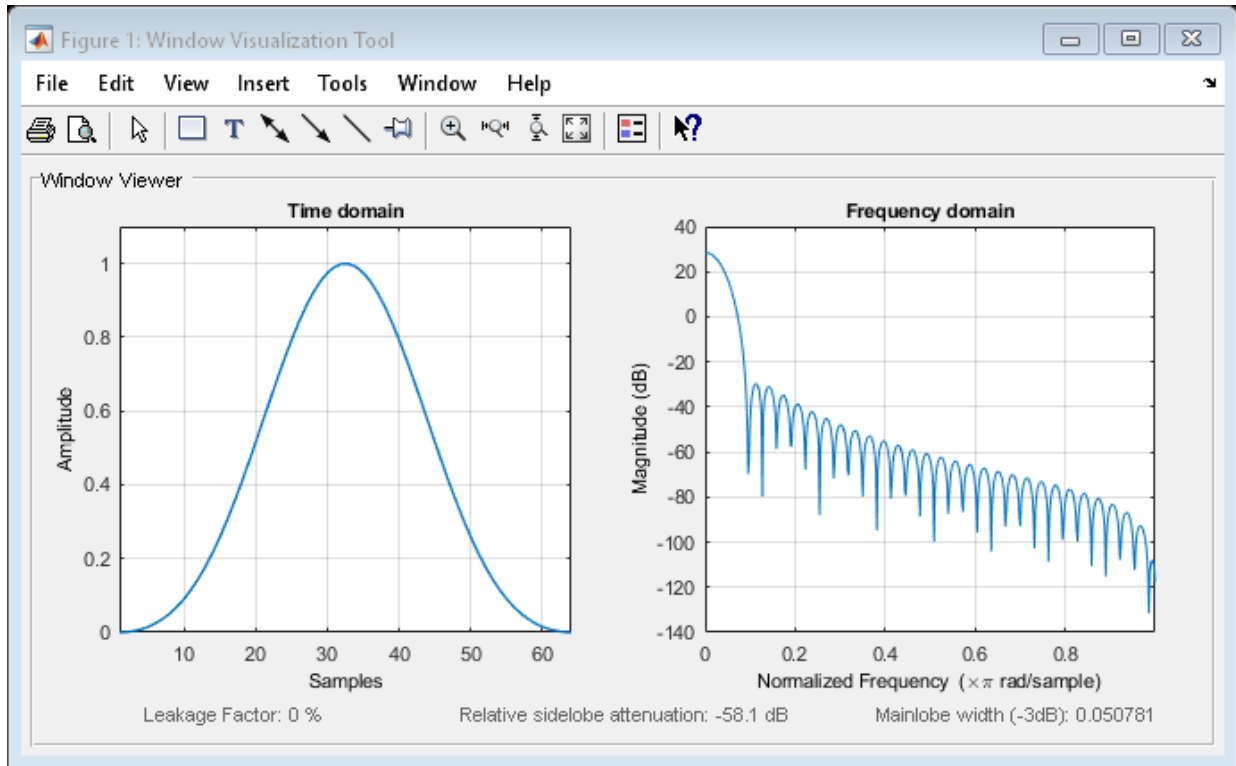 Figure 1: Window Visualization Tool
File Edit View Insert Tools Window Help
T
?
Window Viewer
Time domain
1
0.8
0.6
0.4
0.2
0
Amplitude
10 20 30 40 50 60
Samples
Frequency domain
40
20
0
-20
-40
-60
-80
-100
-120
-140
Magnitude (dB)
0 0.2 0.4 0.6 0.8
Normalized Frequency (×π rad/sample)
Leakage Factor: 0 % Relative sidelobe attenuation: -58.1 dB Mainlobe width (-3dB): 0.050781